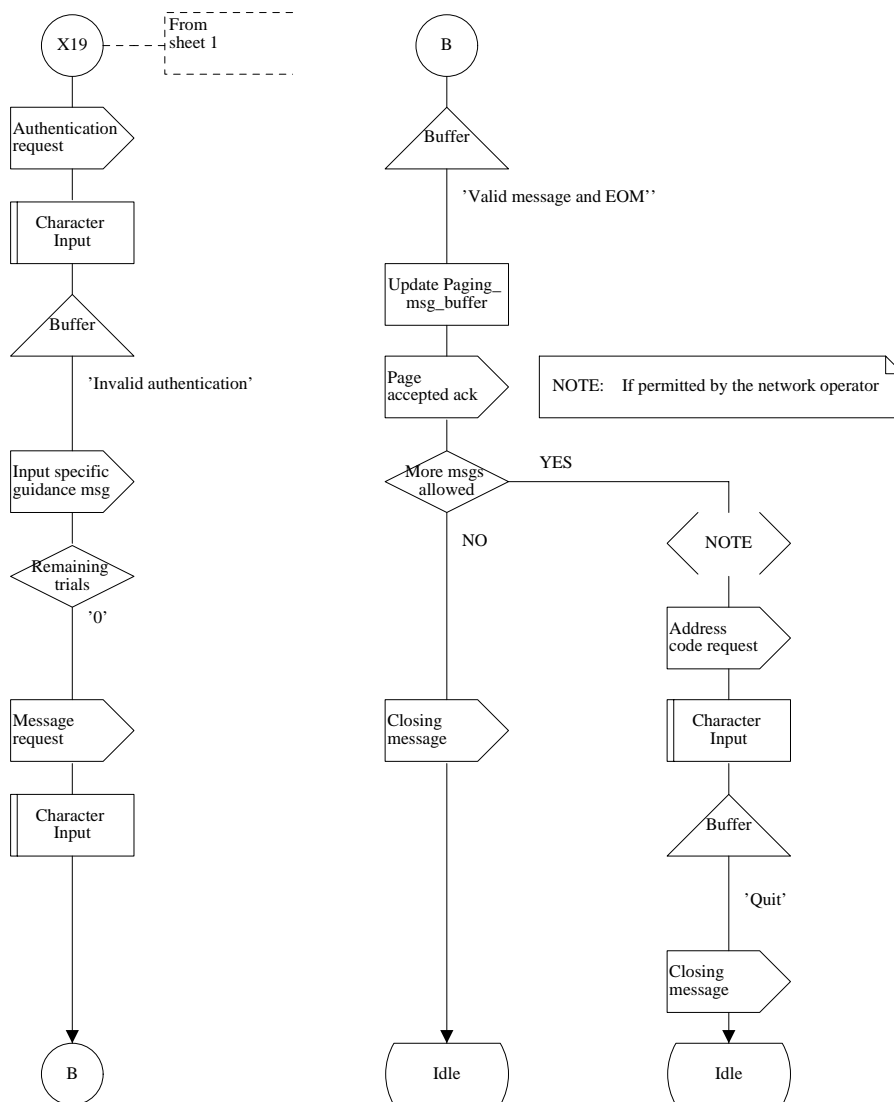 X19
From
sheet 1
Authentication
request
Character
Input
Buffer
’Invalid authentication’
Input specific
guidance msg
Remaining
trials
’0’
Message
request
Character
Input
B
B
Buffer
’Valid message and EOM’’
Update Paging_
msg_buffer
Page
accepted ack
NOTE: If permitted by the network operator
More msgs
allowed
YES
NO
Closing
message
Idle
NOTE
Address
code request
Character
Input
Buffer
’Quit’
Closing
message
Idle